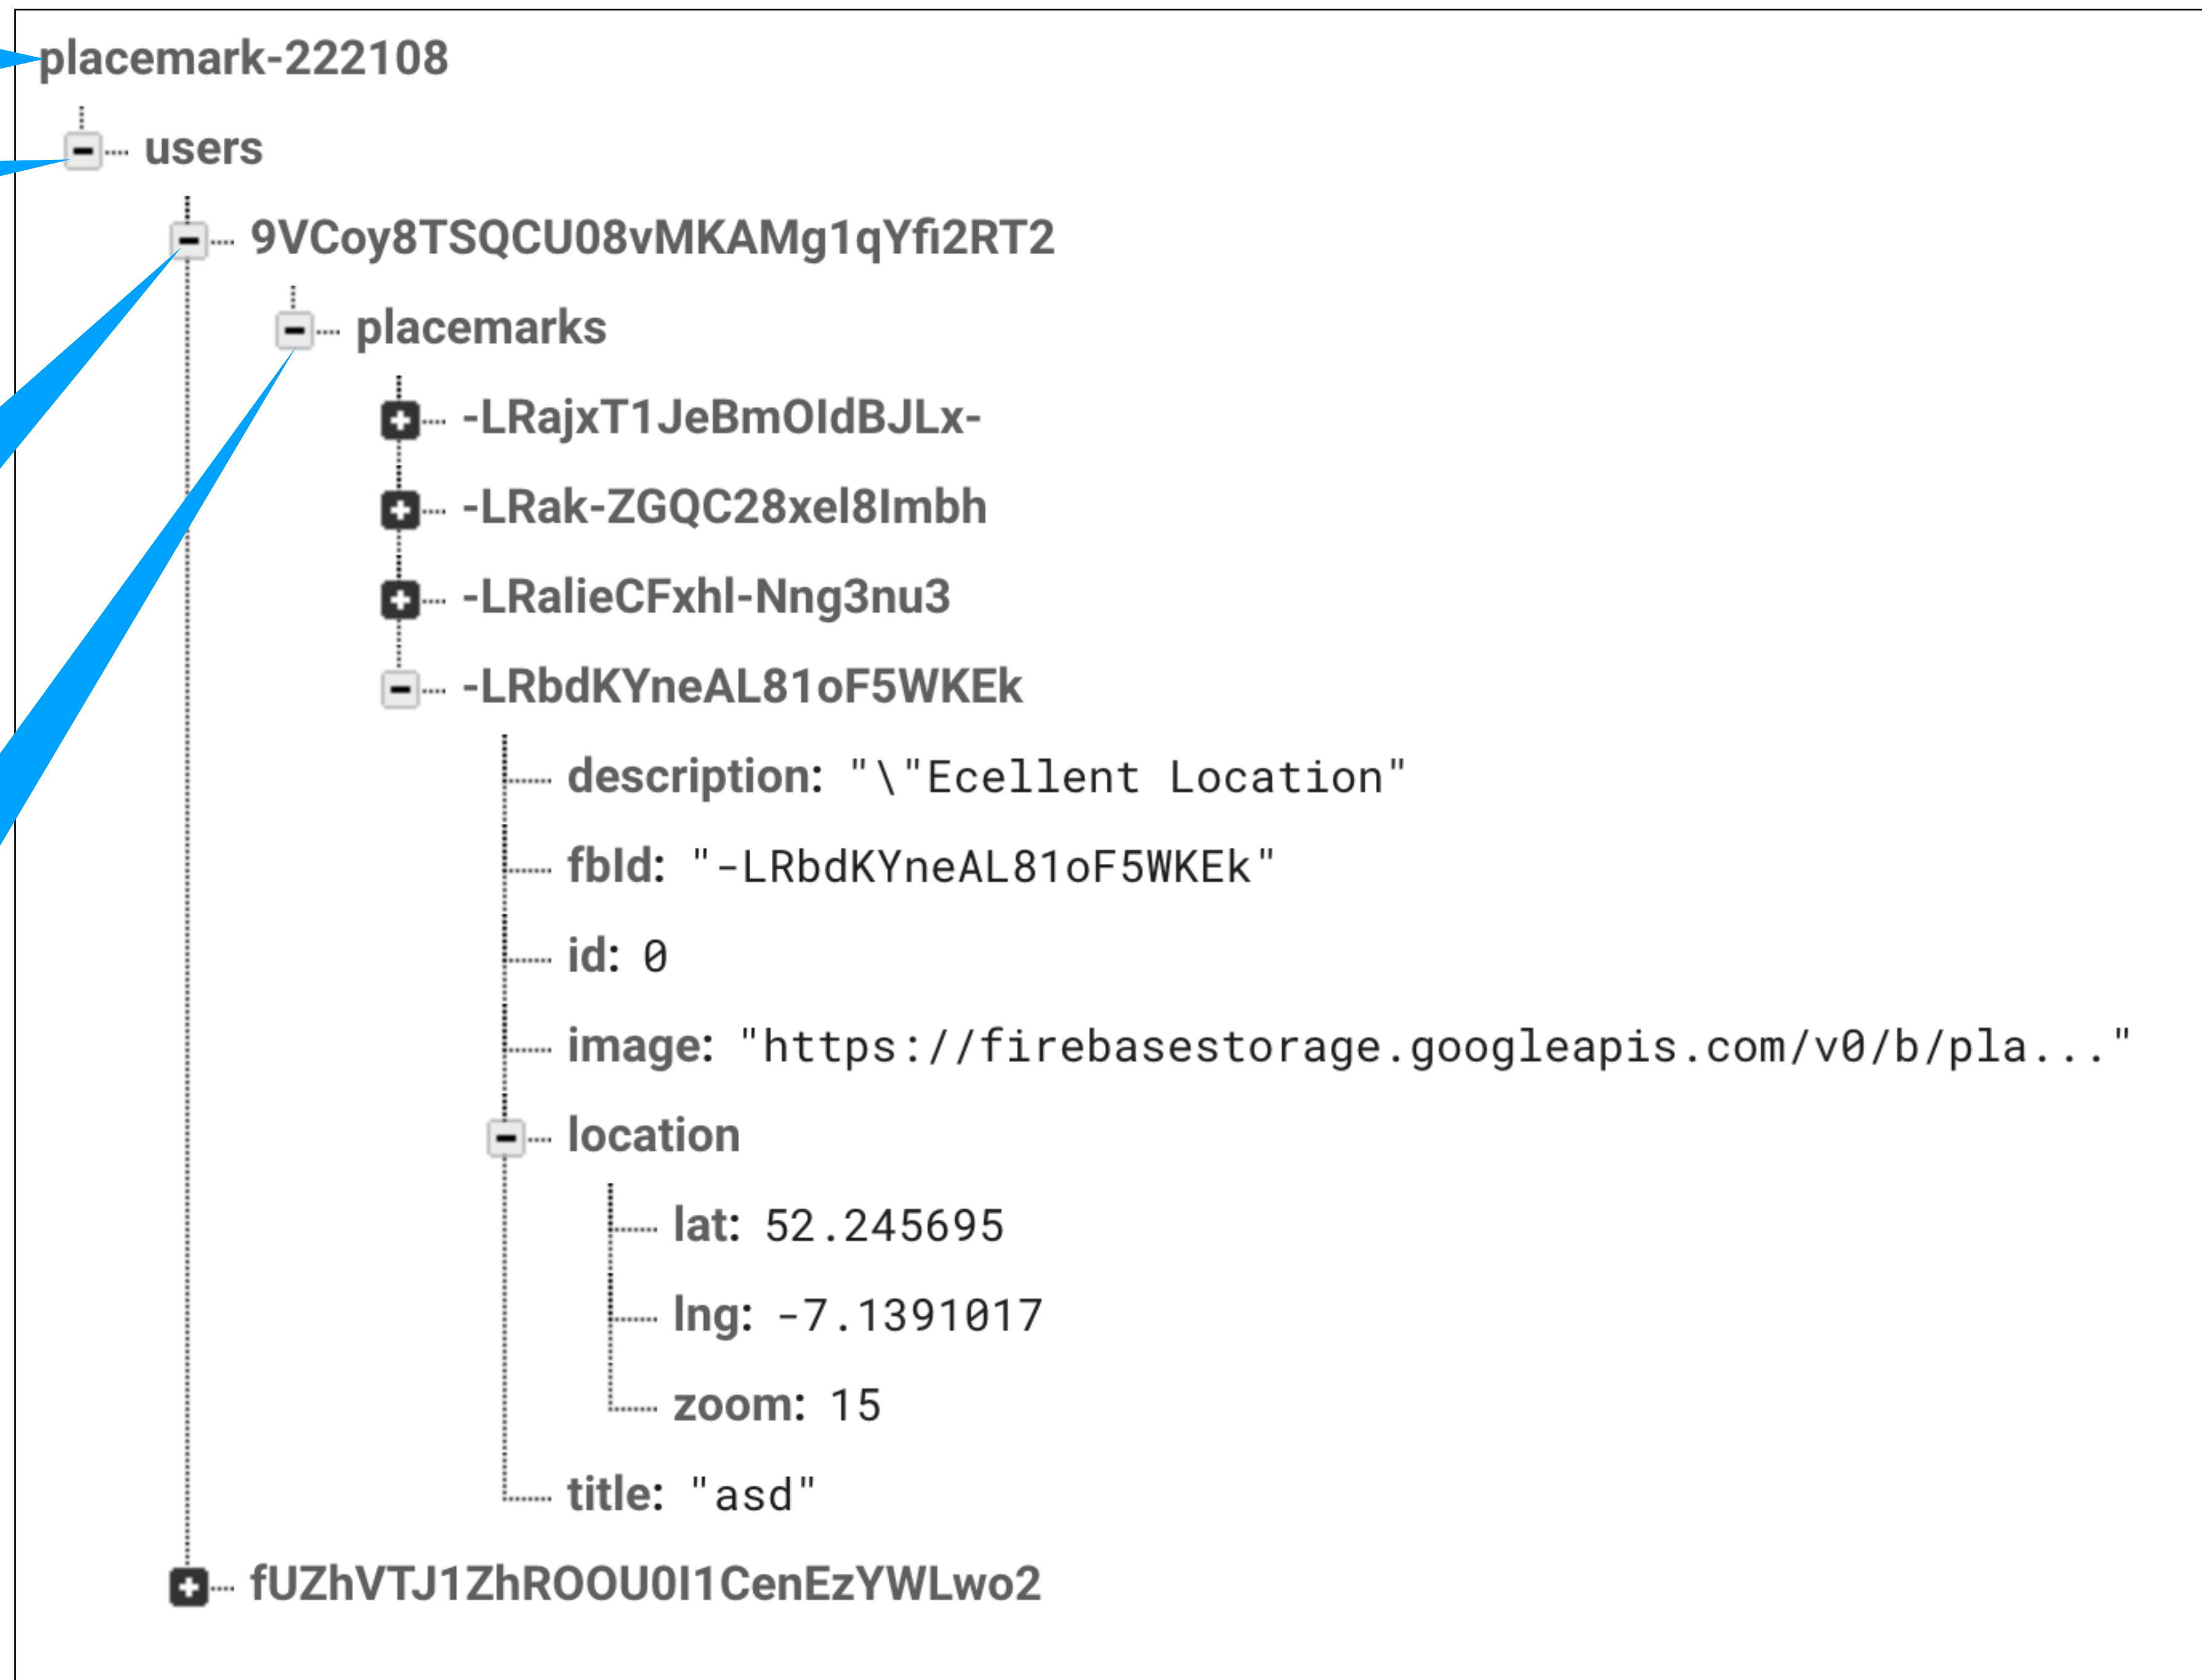 placemark-222108
users
9VCoy8TSQCU08vMKAMg1qYfi2RT2
placemarks
-LRajxT1JeBmOldBJLx-
-LRak-ZGQC28xel8Imbh
-LRalieCFxhl-Nng3nu3
-LRbdKYneAL81oF5WKEk
description: "\"Ecellent Location"
fbId: "-LRbdKYneAL81oF5WKEk"
id: 0
image: "https://firebasestorage.googleapis.com/v0/b/pla..."
location
lat: 52.245695
lng: -7.1391017
zoom: 15
title: "asd"
fUZhVTJ1ZhROOU0I1CenEzYWLwo2